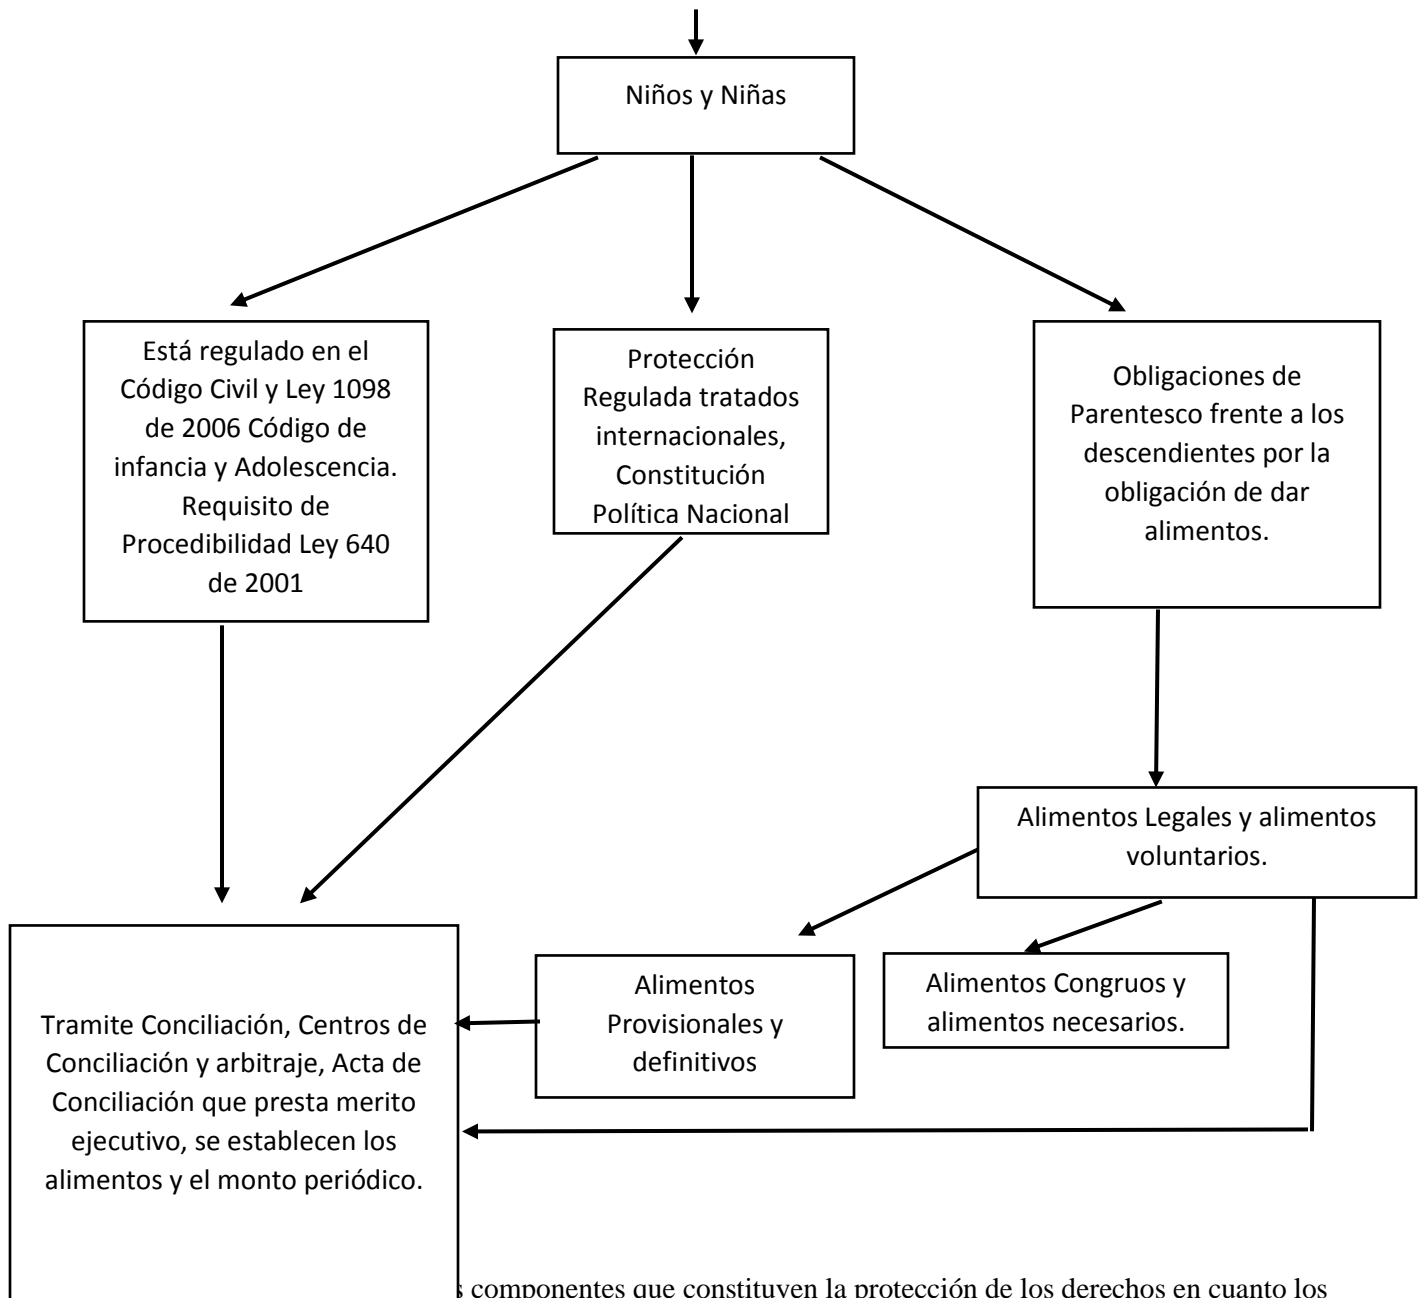 Niños y Niñas
Está regulado en el
Código Civil y Ley 1098
de 2006 Código de
infancia y Adolescencia.
Requisito de
Procedibilidad Ley 640
de 2001
Protección
Regulada tratados
internacionales,
Constitución
Política Nacional
Obligaciones de
Parentesco frente a los
descendientes por la
obligación de dar
alimentos.
Alimentos Legales y alimentos
voluntarios.
Alimentos
Provisionales y
definitivos
Alimentos Congruos y
alimentos necesarios.
Tramite Conciliación, Centros de
Conciliación y arbitraje, Acta de
Conciliación que presta merito
ejecutivo, se establecen los
alimentos y el monto periódico.
componentes que constituyen la protección de los derechos en cuanto los